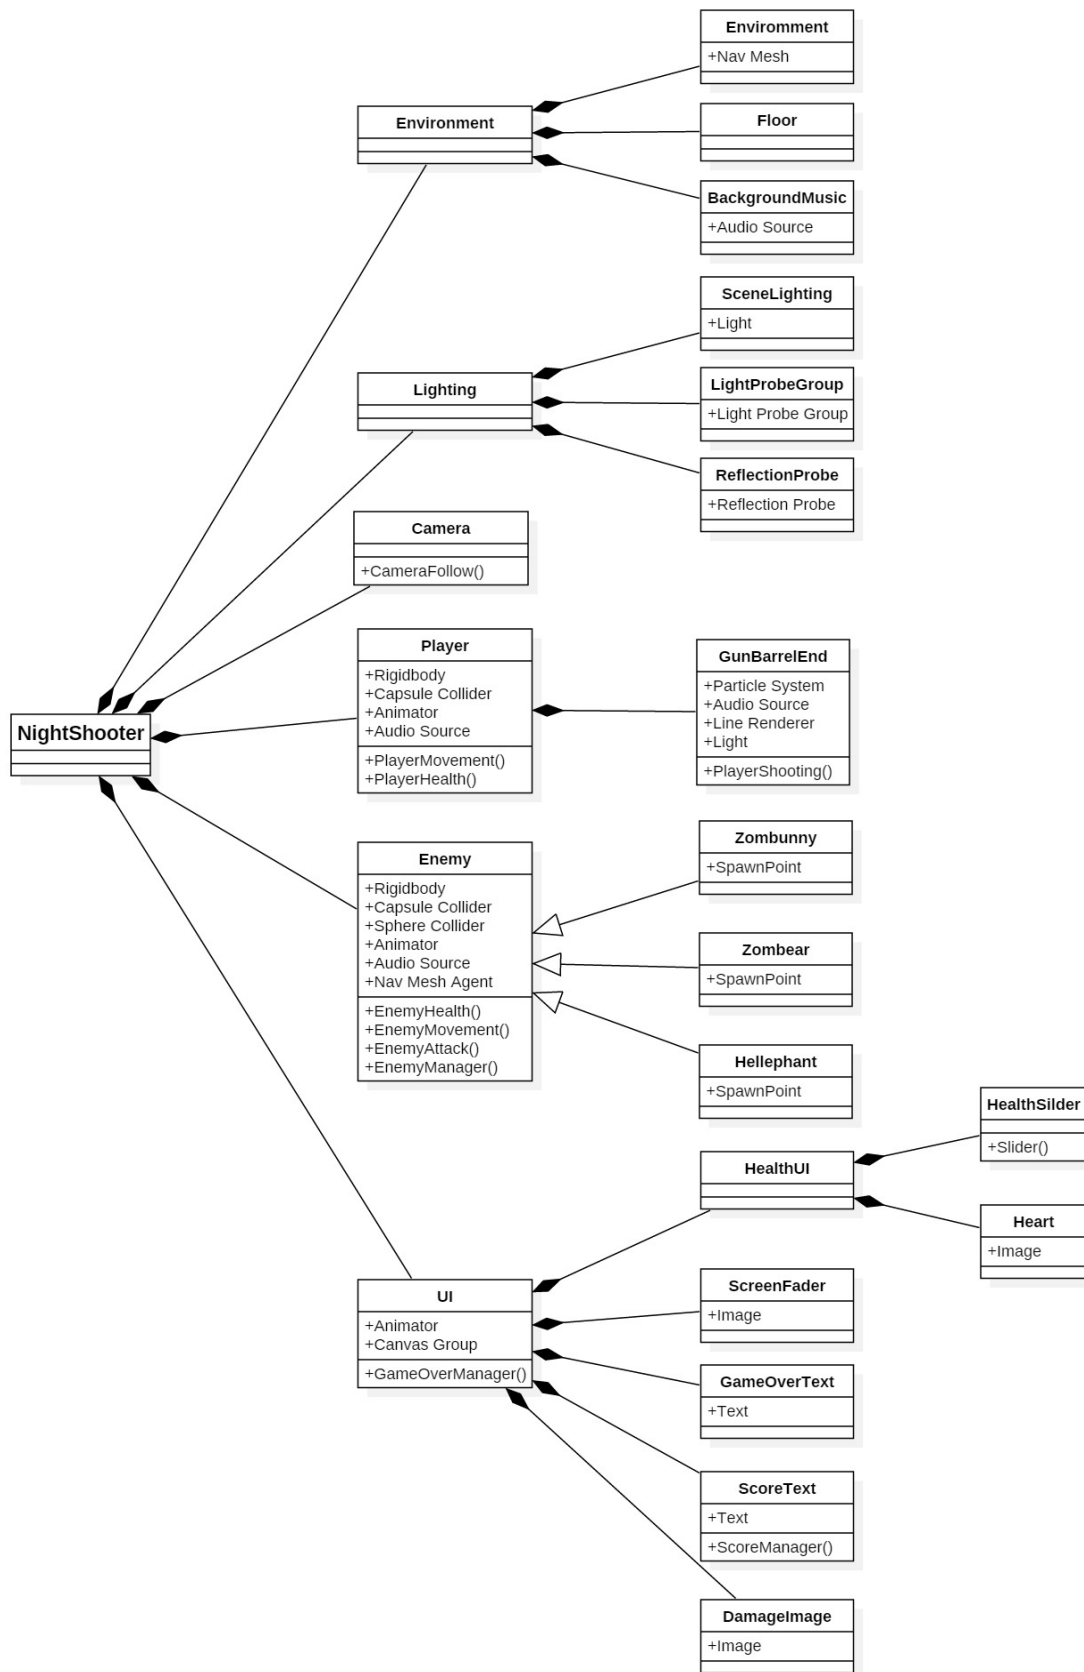 Enviromment
+Nav Mesh
Environment
Floor
BackgroundMusic
+Audio Source
SceneLighting
+Light
Lighting
LightProbeGroup
+Light Probe Group
ReflectionProbe
+Reflection Probe
Camera
+CameraFollow()
NightShooter
Player
+Rigidbody
+Capsule Collider
+Animator
+Audio Source
+PlayerMovement()
+PlayerHealth()
GunBarrelEnd
+Particle System
+Audio Source
+Line Renderer
+Light
+PlayerShooting()
Enemy
+Rigidbody
+Capsule Collider
+Sphere Collider
+Animator
+Audio Source
+Nav Mesh Agent
+EnemyHealth()
+EnemyMovement()
+EnemyAttack()
+EnemyManager()
Zombunny
+SpawnPoint
Zombear
+SpawnPoint
Hellephant
+SpawnPoint
HealthSilder
+Slider()
HealthUI
Heart
+Image
UI
+Animator
+Canvas Group
+GameOverManager()
ScreenFader
+Image
GameOverText
+Text
ScoreText
+Text
+ScoreManager()
DamageImage
+Image